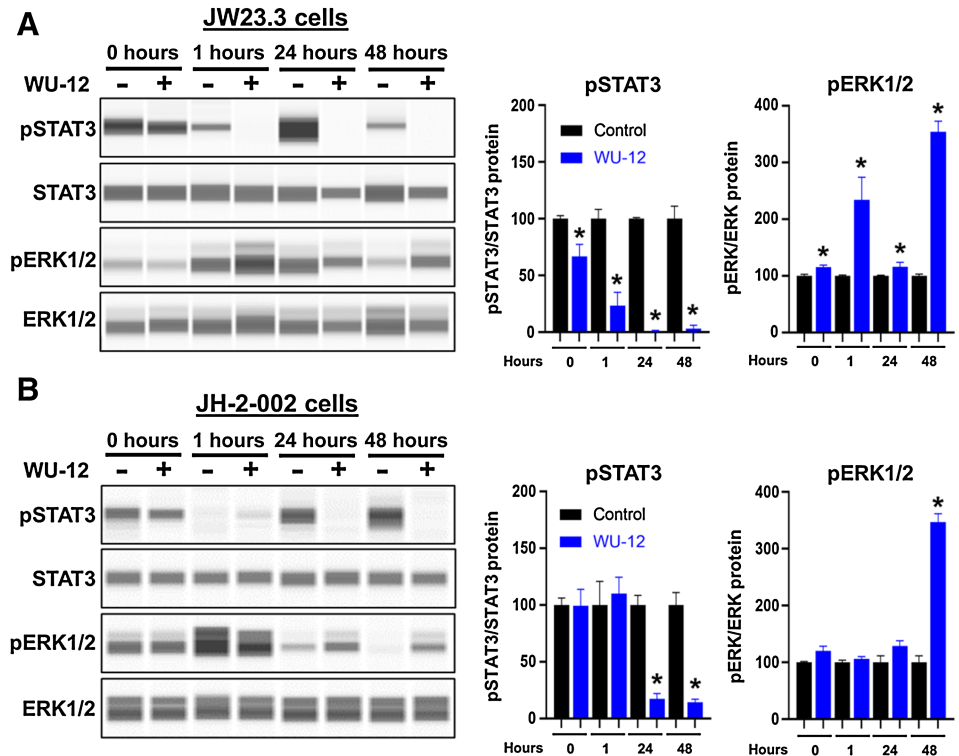 A
JW23.3 cells
0 hours 1 hours 24 hours 48 hours
WU-12 - + - + - + - +
pSTAT3
STAT3
pERK1/2
ERK1/2
pSTAT3
pSTAT3/STAT3 protein
200
150
100
50
0
Control
WU-12
* * * *
Hours 0 1 24 48
pERK1/2
pERK/ERK protein
400
300
200
100
0
* * * *
Hours 0 1 24 48
B
JH-2-002 cells
0 hours 1 hours 24 hours 48 hours
WU-12 - + - + - + - +
pSTAT3
STAT3
pERK1/2
ERK1/2
pSTAT3
pSTAT3/STAT3 protein
200
150
100
50
0
Control
WU-12
* *
Hours 0 1 24 48
pERK1/2
pERK/ERK protein
400
300
200
100
0
*
Hours 0 1 24 48